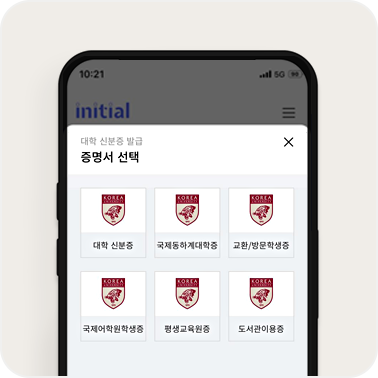 10:21
5G
98
initial
대학 신분증 발급
증명서 선택
KOREA
KOREA
KOREA
대학 신분증
국제동하계대학증
교환/방문학생증
KOREA
KOREA
KOREA
국제어학원학생증
평생교육원증
도서관이용증